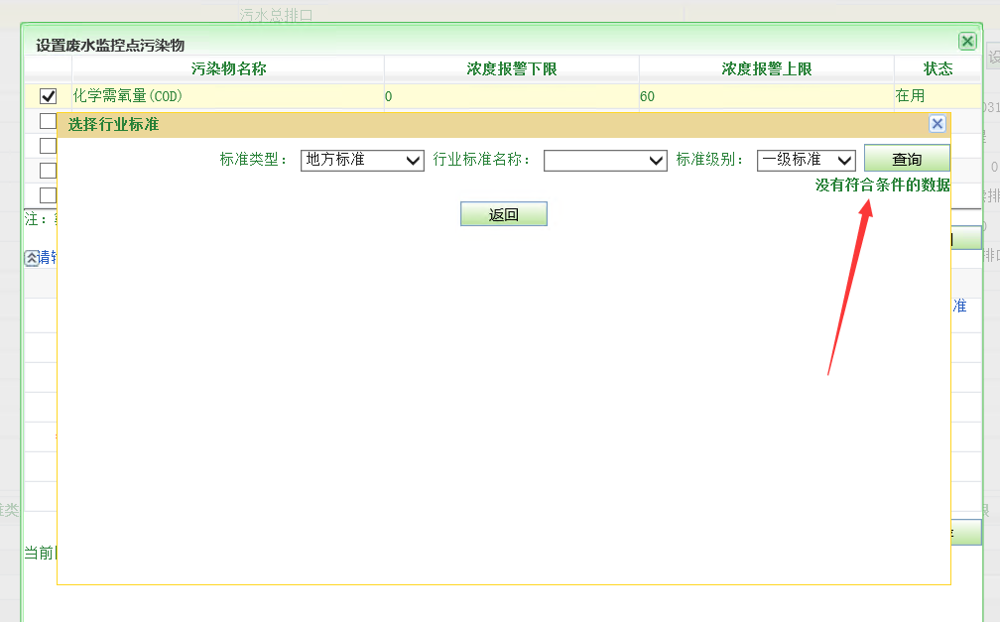 污水总排口
设置废水监控点污染物
污染物名称 浓度报警下限 浓度报警上限 状态
化学需氧量(COD) 0 60 在用
选择行业标准
标准类型： 地方标准 行业标准名称： 标准级别： 一级标准 查询
没有符合条件的数据
返回
注：
请输
准
当前